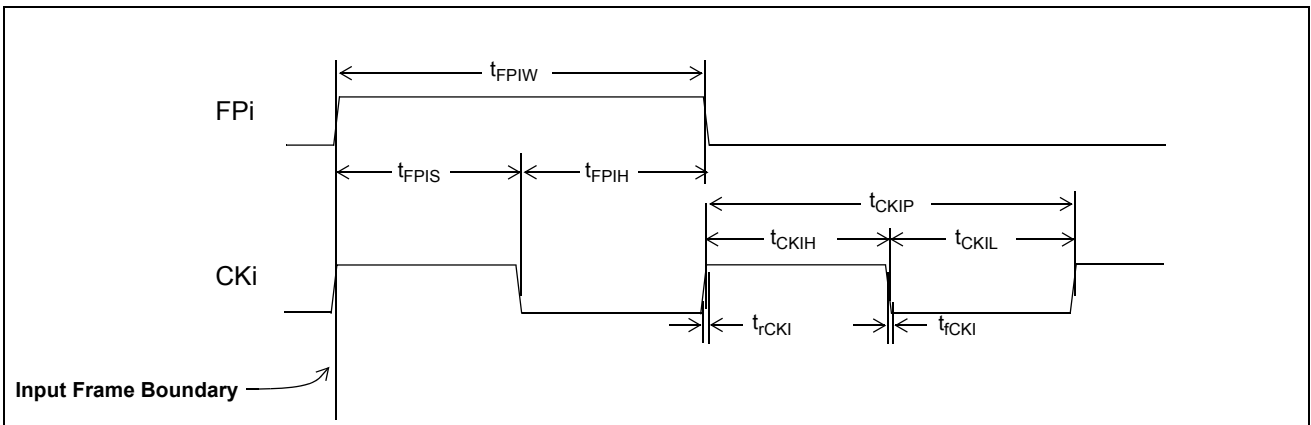 tFPIW
FPi
tFPIS
tFPIH
tCKIP
tCKIH
tCKIL
CKi
trCKI
tfCKI
Input Frame Boundary